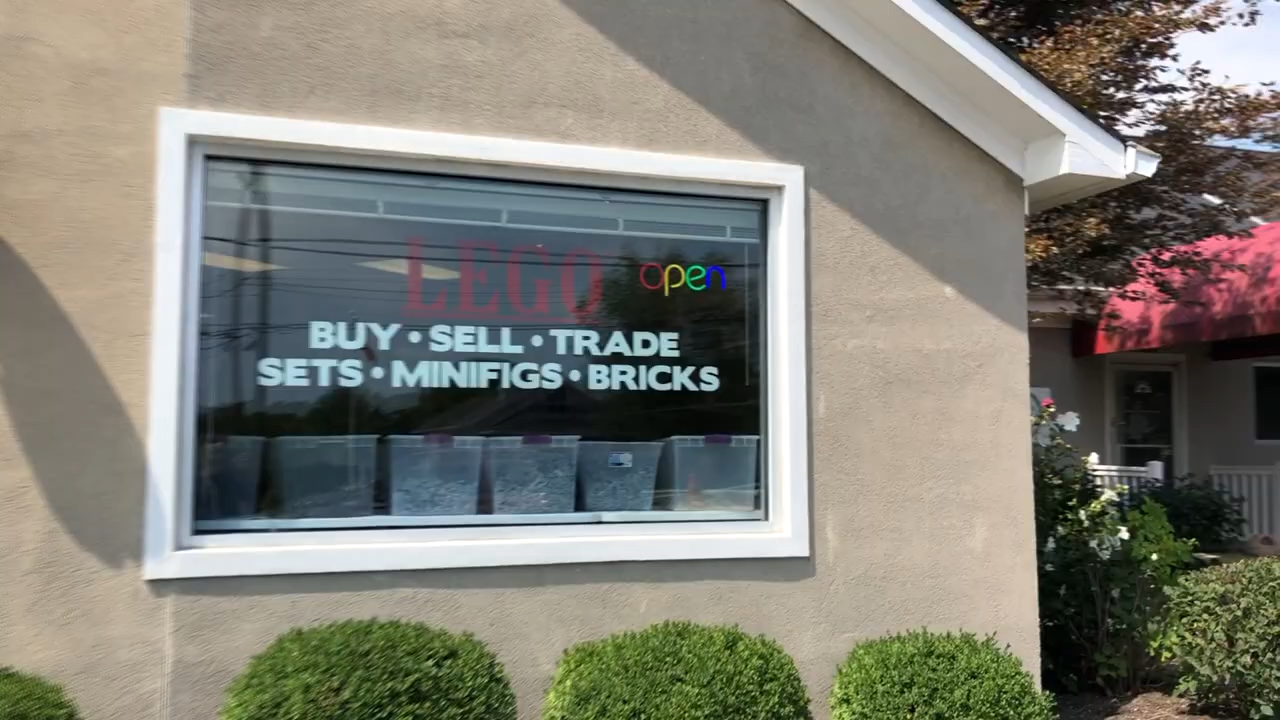 LEGO
open
BUY • SELL • TRADE
SETS • MINIFIGS • BRICKS